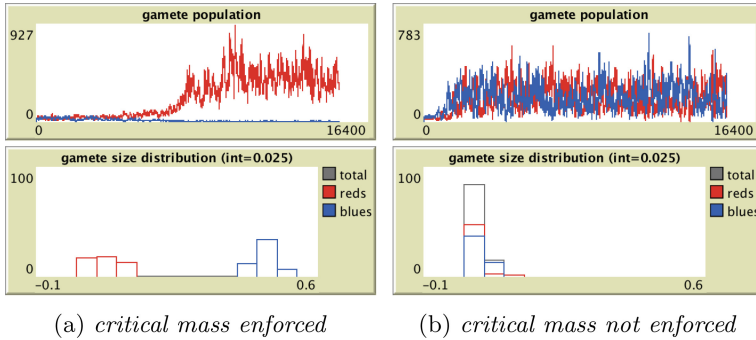 gamete population
927
0
0
16400
gamete size distribution (int=0.025)
100
0
-0.1
0.6
total
reds
blues
(a) critical mass enforced
gamete population
783
0
0
16400
gamete size distribution (int=0.025)
100
0
-0.1
0.6
total
reds
blues
(b) critical mass not enforced